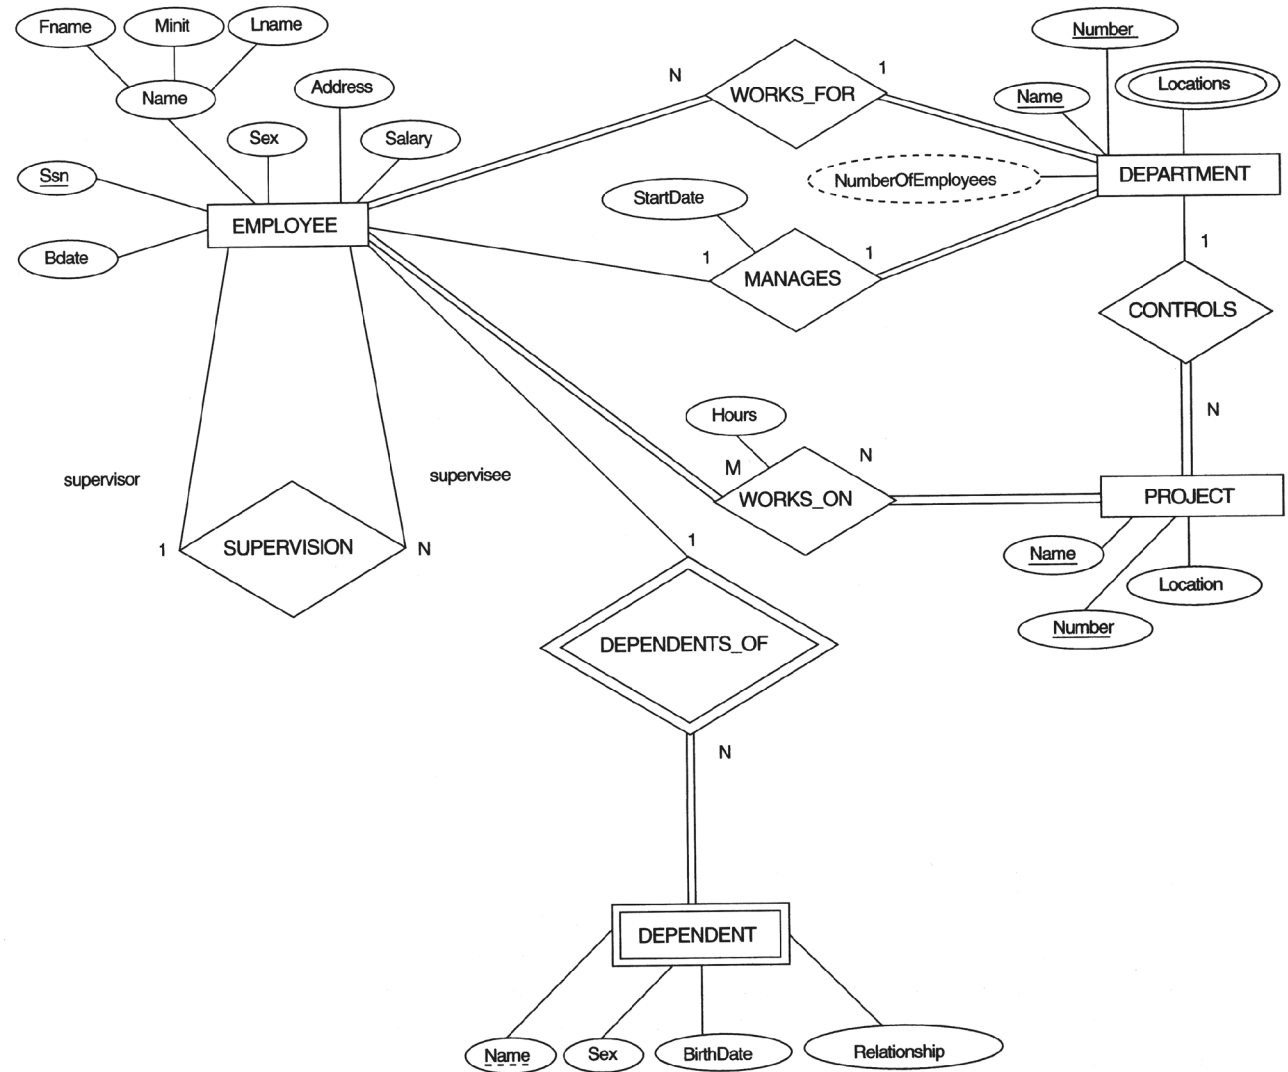 Fname
Minit
Lname
Number
Name
Address
N
1
WORKS_FOR
Name
Locations
Sex
Salary
Ssn
StartDate
NumberOfEmployees
DEPARTMENT
EMPLOYEE
Bdate
1
1
MANAGES
1
CONTROLS
Hours
N
M
N
supervisor
supervisee
WORKS_ON
PROJECT
1
SUPERVISION
N
1
Name
Location
Number
DEPENDENTS_OF
N
DEPENDENT
Name
Sex
BirthDate
Relationship